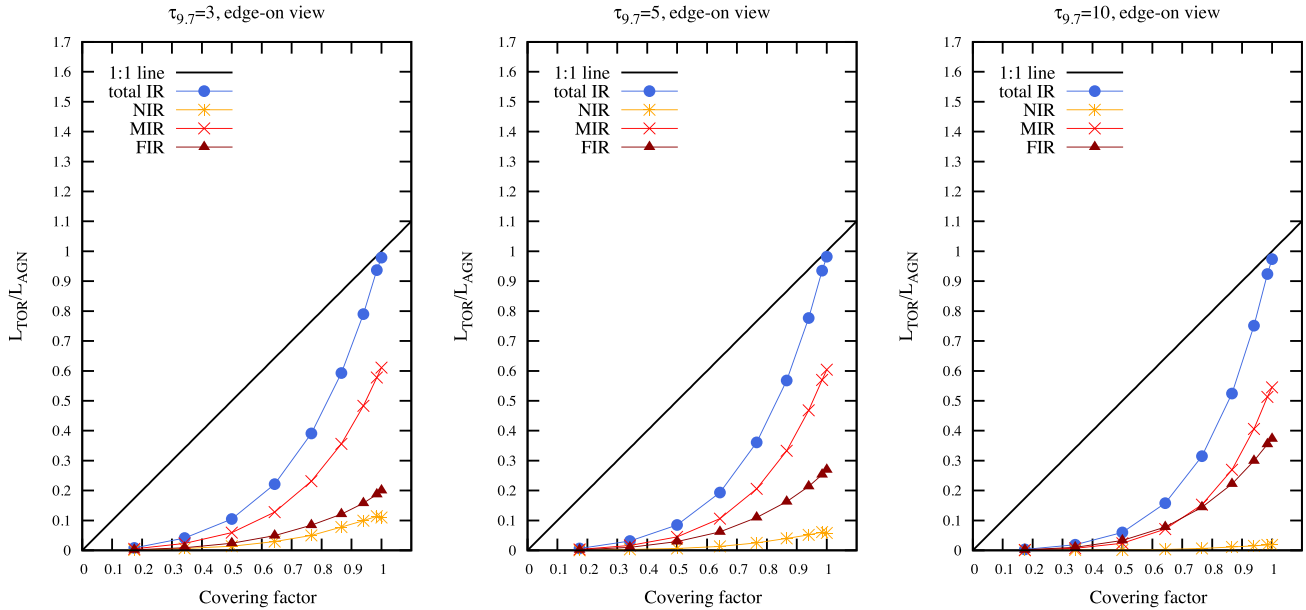 τ9.7=3, edge-on view
1.7
1.6
1.5
1.4
1.3
1.2
1.1
1
0.9
0.8
0.7
0.6
0.5
0.4
0.3
0.2
0.1
0
LTOR/LAGN
1:1 line
total IR
NIR
MIR
FIR
0 0.1 0.2 0.3 0.4 0.5 0.6 0.7 0.8 0.9 1
Covering factor
τ9.7=5, edge-on view
1.7
1.6
1.5
1.4
1.3
1.2
1.1
1
0.9
0.8
0.7
0.6
0.5
0.4
0.3
0.2
0.1
0
LTOR/LAGN
1:1 line
total IR
NIR
MIR
FIR
0 0.1 0.2 0.3 0.4 0.5 0.6 0.7 0.8 0.9 1
Covering factor
τ9.7=10, edge-on view
1.7
1.6
1.5
1.4
1.3
1.2
1.1
1
0.9
0.8
0.7
0.6
0.5
0.4
0.3
0.2
0.1
0
LTOR/LAGN
1:1 line
total IR
NIR
MIR
FIR
0 0.1 0.2 0.3 0.4 0.5 0.6 0.7 0.8 0.9 1
Covering factor